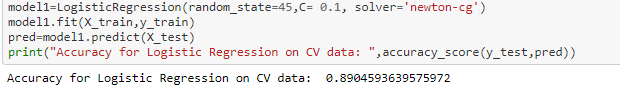 model1=LogisticRegression(random_state=45,C= 0.1, solver='newton-cg')
model1.fit(X_train,y_train)
pred=model1.predict(X_test)
print("Accuracy for Logistic Regression on CV data: ",accuracy_score(y_test,pred))
Accuracy for Logistic Regression on CV data:  0.8904593639575972